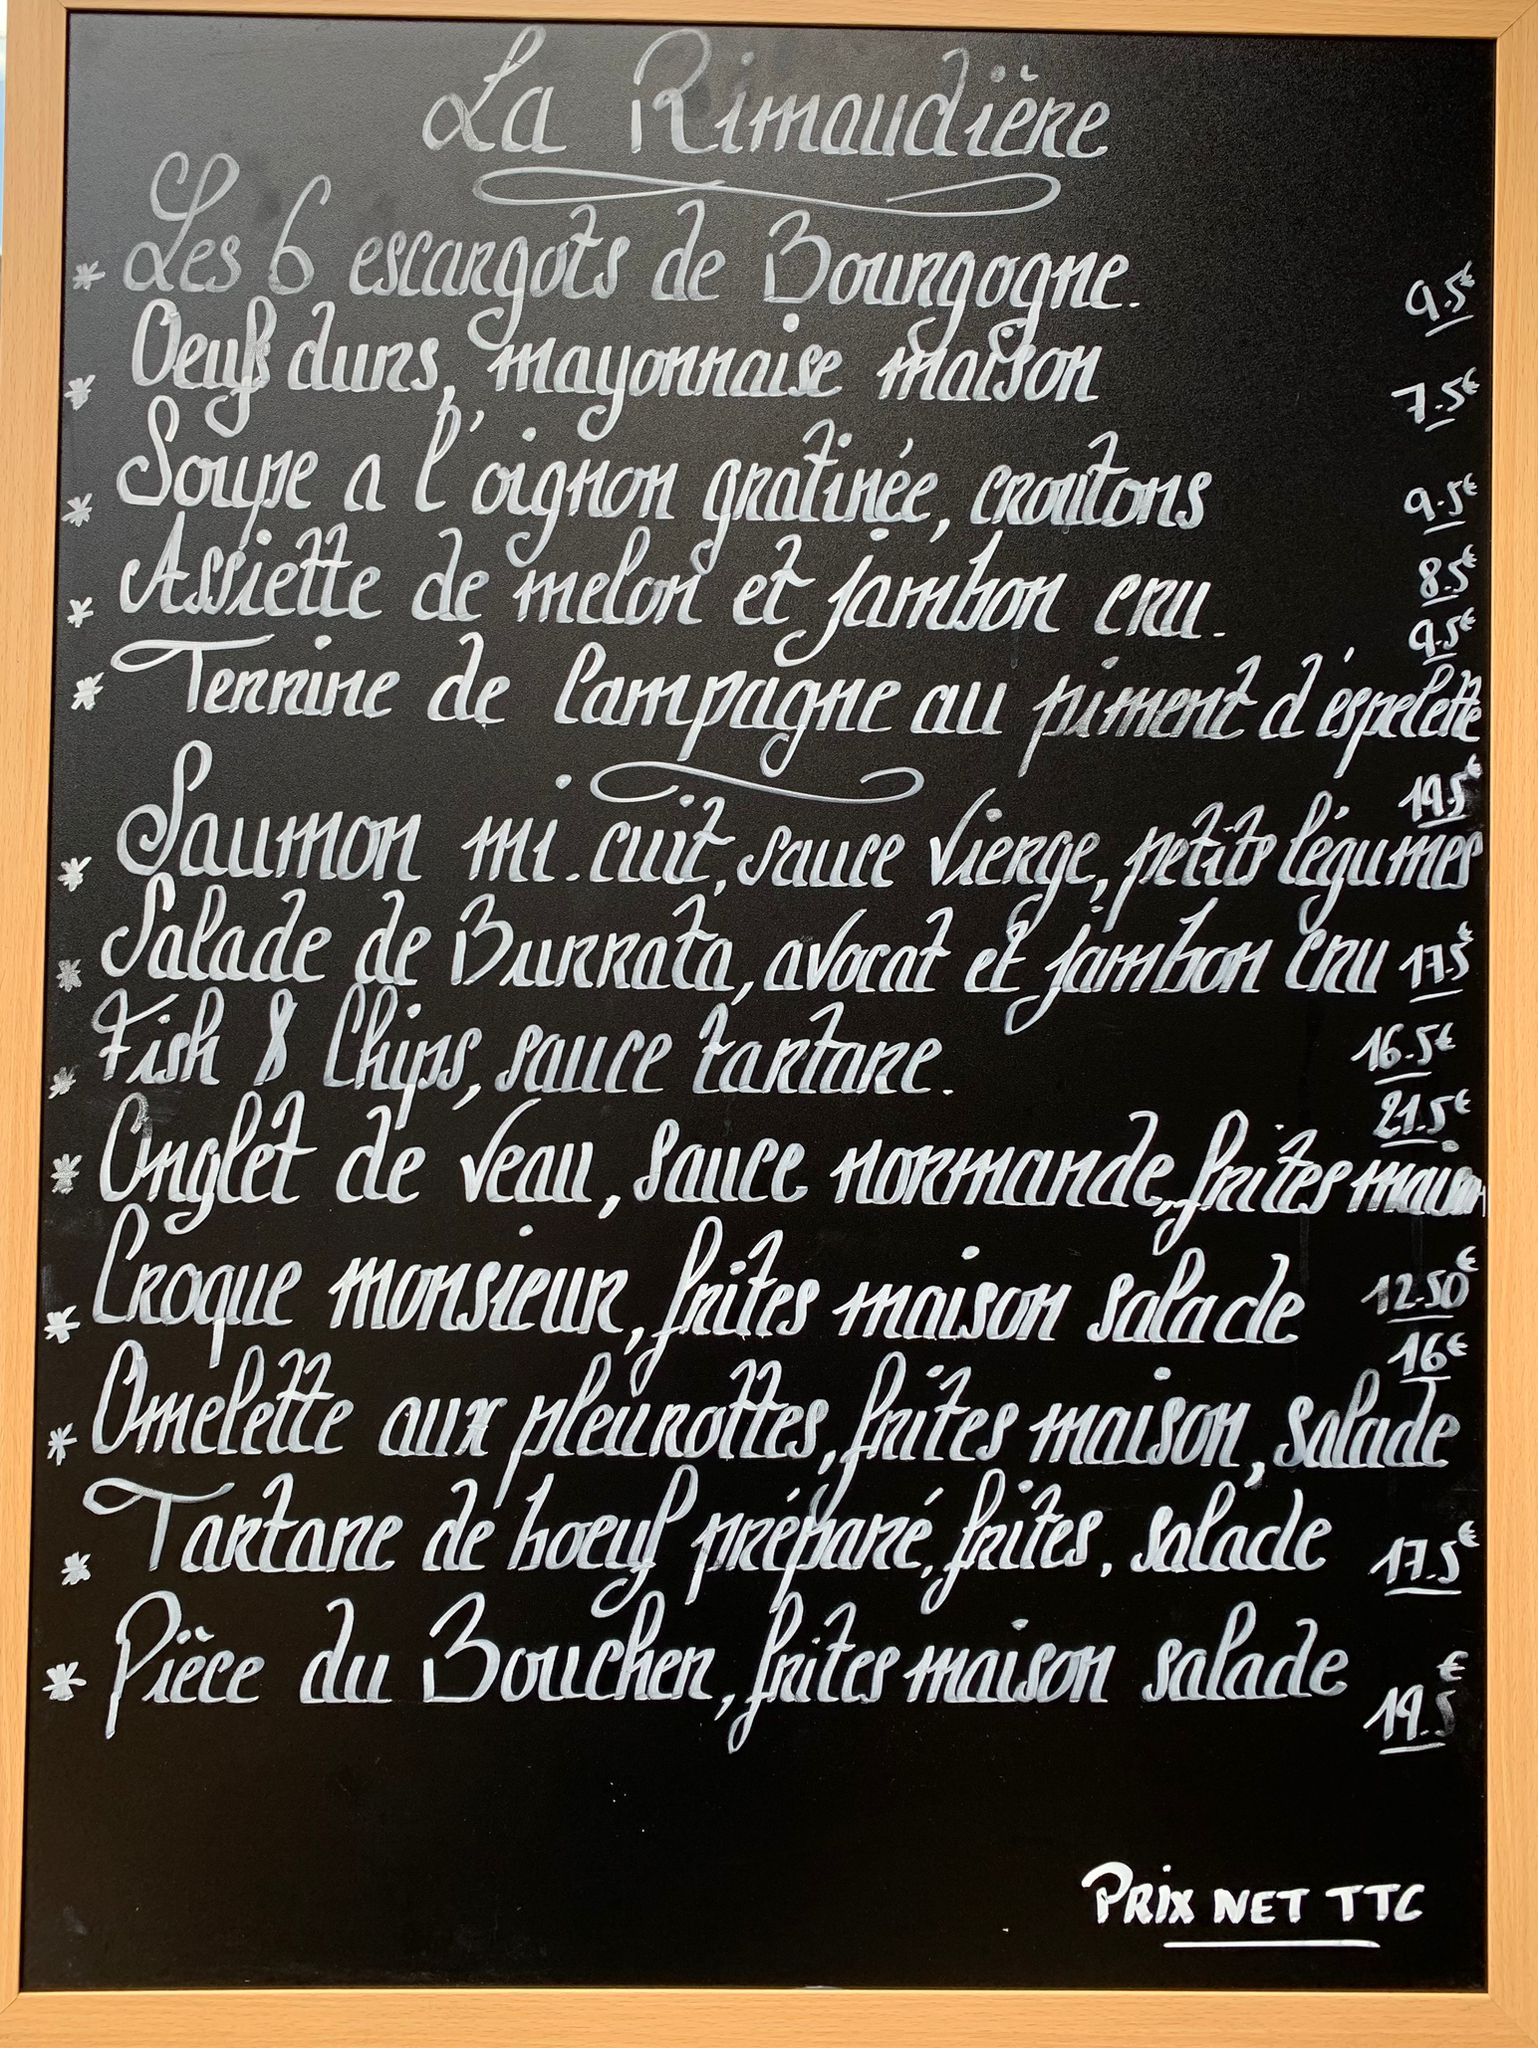 La Rimaudière
* Les 6 escargots de Bourgogne. 9.5€
* Oeufs durs, mayonnaise maison 7.5€
* Soupe a l'oignon gratinée, croutons 9.5€
* Assiette de melon et jambon cru. 8.5€
9.5€
* Terrine de Campagne au piment d'éspelette
19.5€
* Saumon mi.cuit, sauce Vierge, petits légumes
* Salade de Burrata, avocat et jambon cru 17.5€
* Fish & Chips, sauce tartare. 16.5€
21.5€
* Onglet de Veau, sauce normande, frites maison
* Croque monsieur, frites maison salade 12.50€
16€
* Omelette aux pleurottes, frites maison, salade
* Tartare de boeuf préparé, frites, salade 17.5€
* Pièce du Boucher, frites maison salade 19.5€
PRIX NET TTC